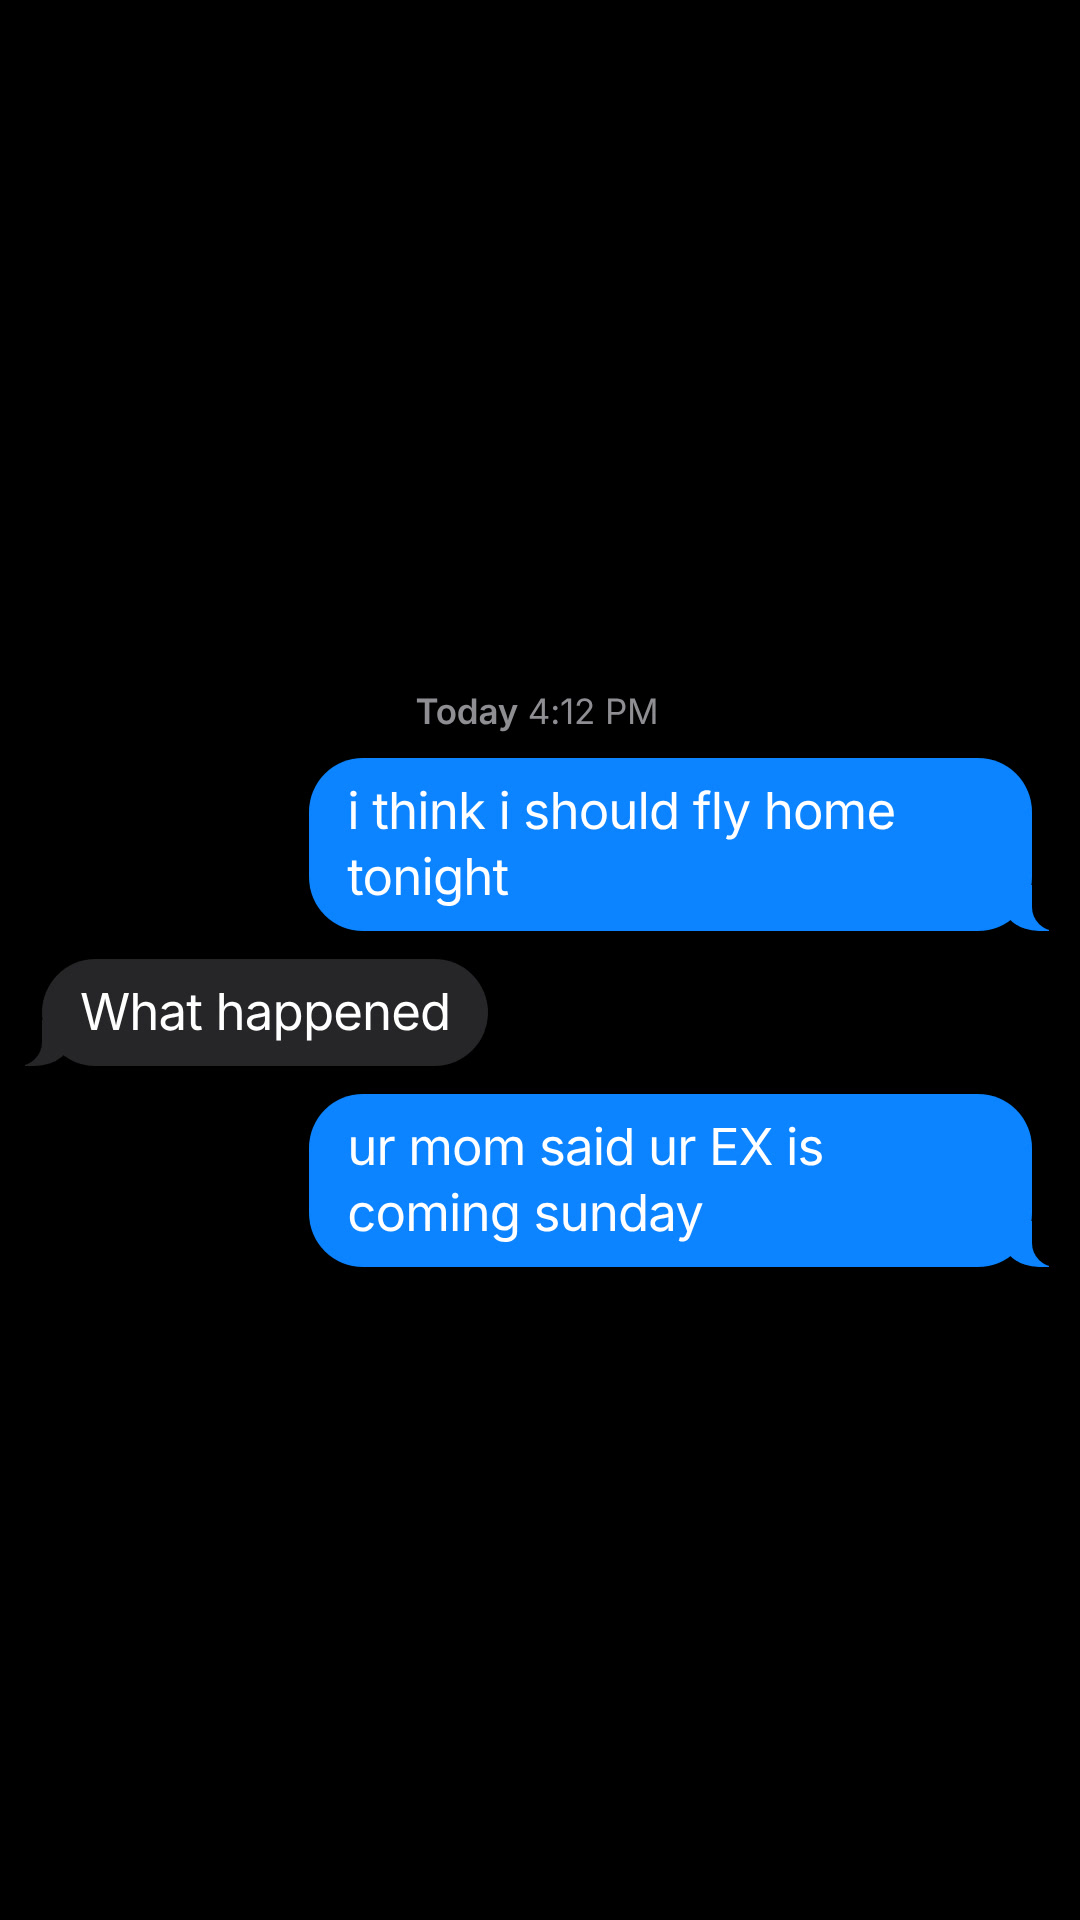 Today 4:12 PM
i think i should fly home
tonight
What happened
ur mom said ur EX is
coming sunday